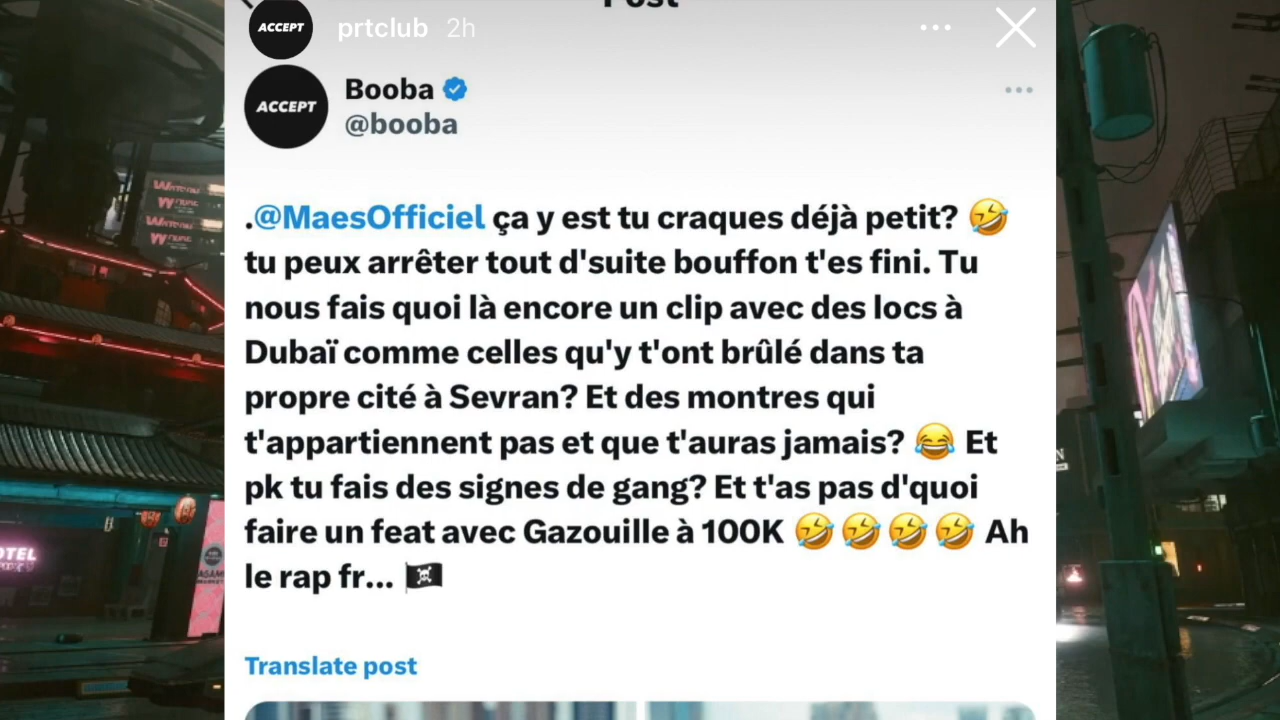 Post
ACCEPT
prtclub 2h
ACCEPT
Booba
@booba
.@MaesOfficiel ça y est tu craques déjà petit? 🤣
tu peux arrêter tout d'suite bouffon t'es fini. Tu
nous fais quoi là encore un clip avec des locs à
Dubaï comme celles qu'y t'ont brûlé dans ta
propre cité à Sevran? Et des montres qui
t'appartiennent pas et que t'auras jamais? 😂 Et
pk tu fais des signes de gang? Et t'as pas d'quoi
faire un feat avec Gazouille à 100K 🤣🤣🤣🤣 Ah
le rap fr... 🏴‍☠️
Translate post